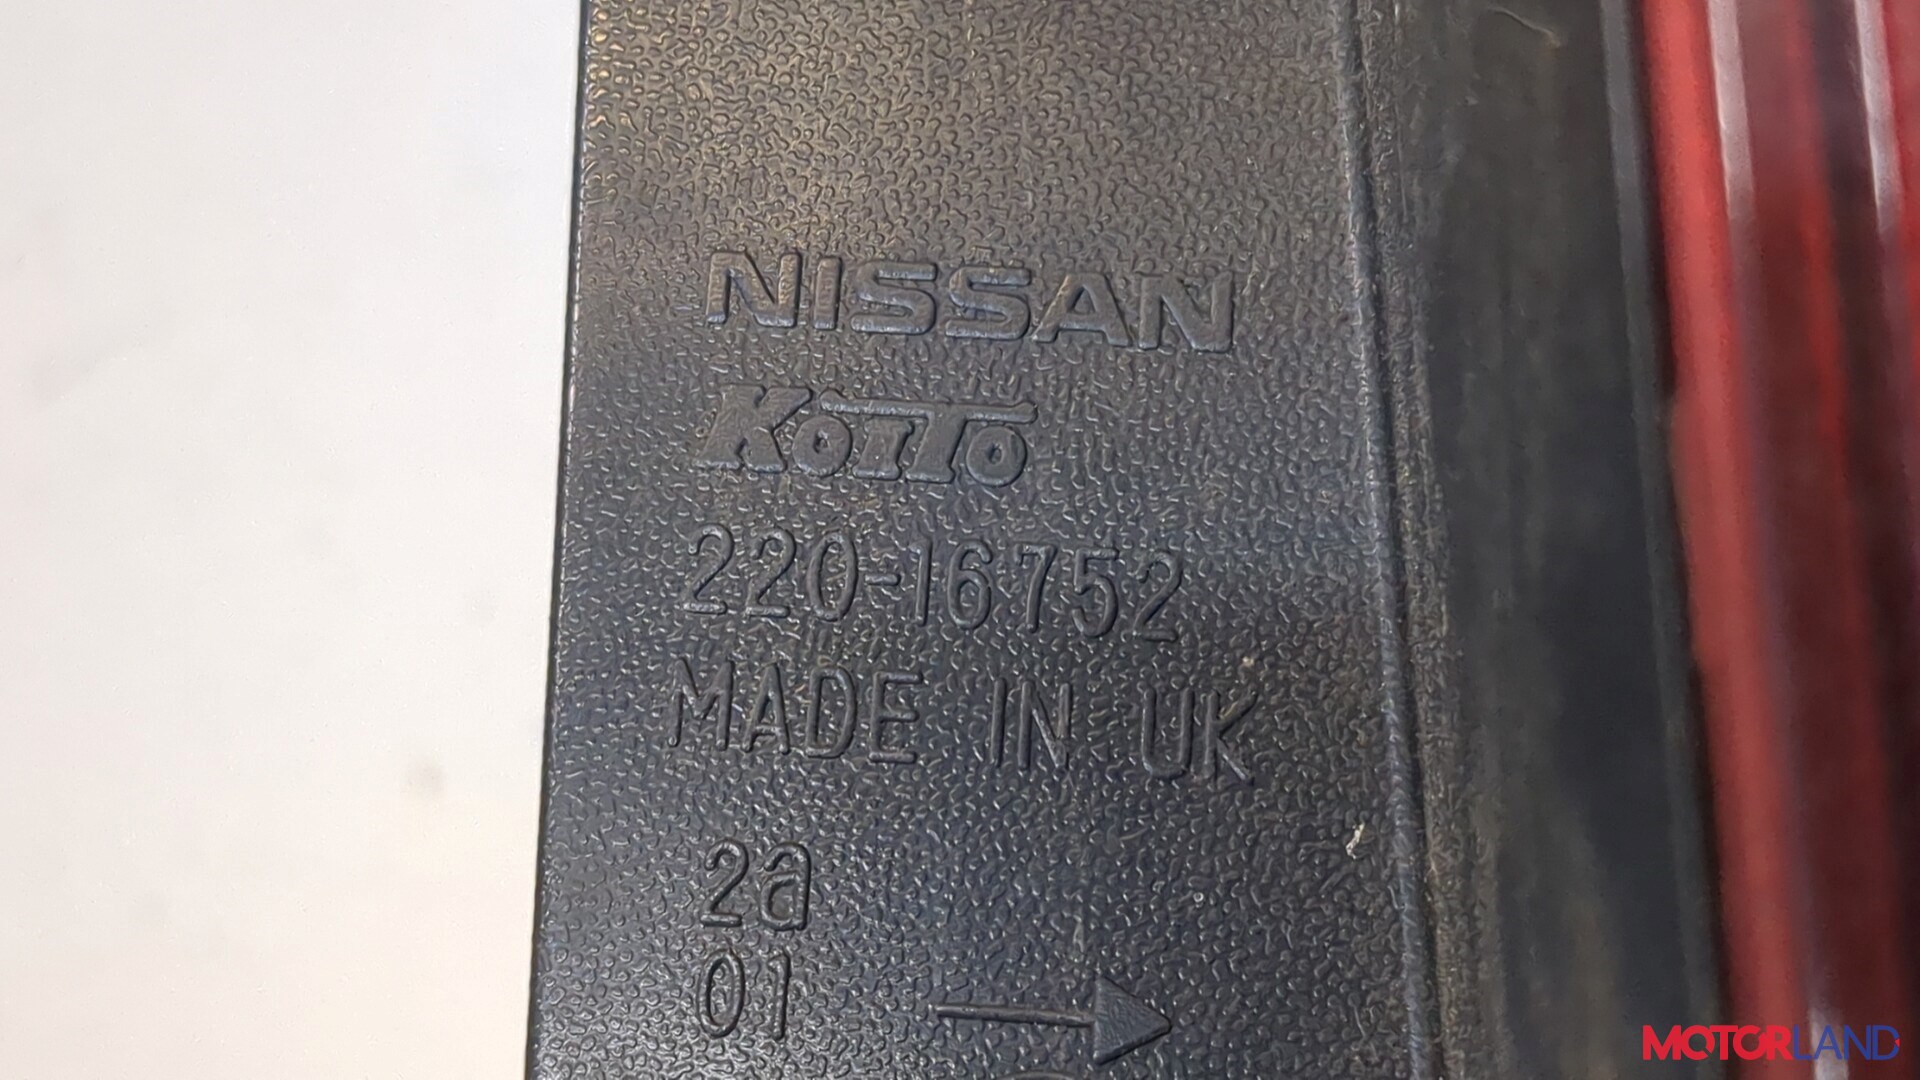 NISSAN
KOITO
220-16752
MADE IN UK
2a
01
MOTORLAND